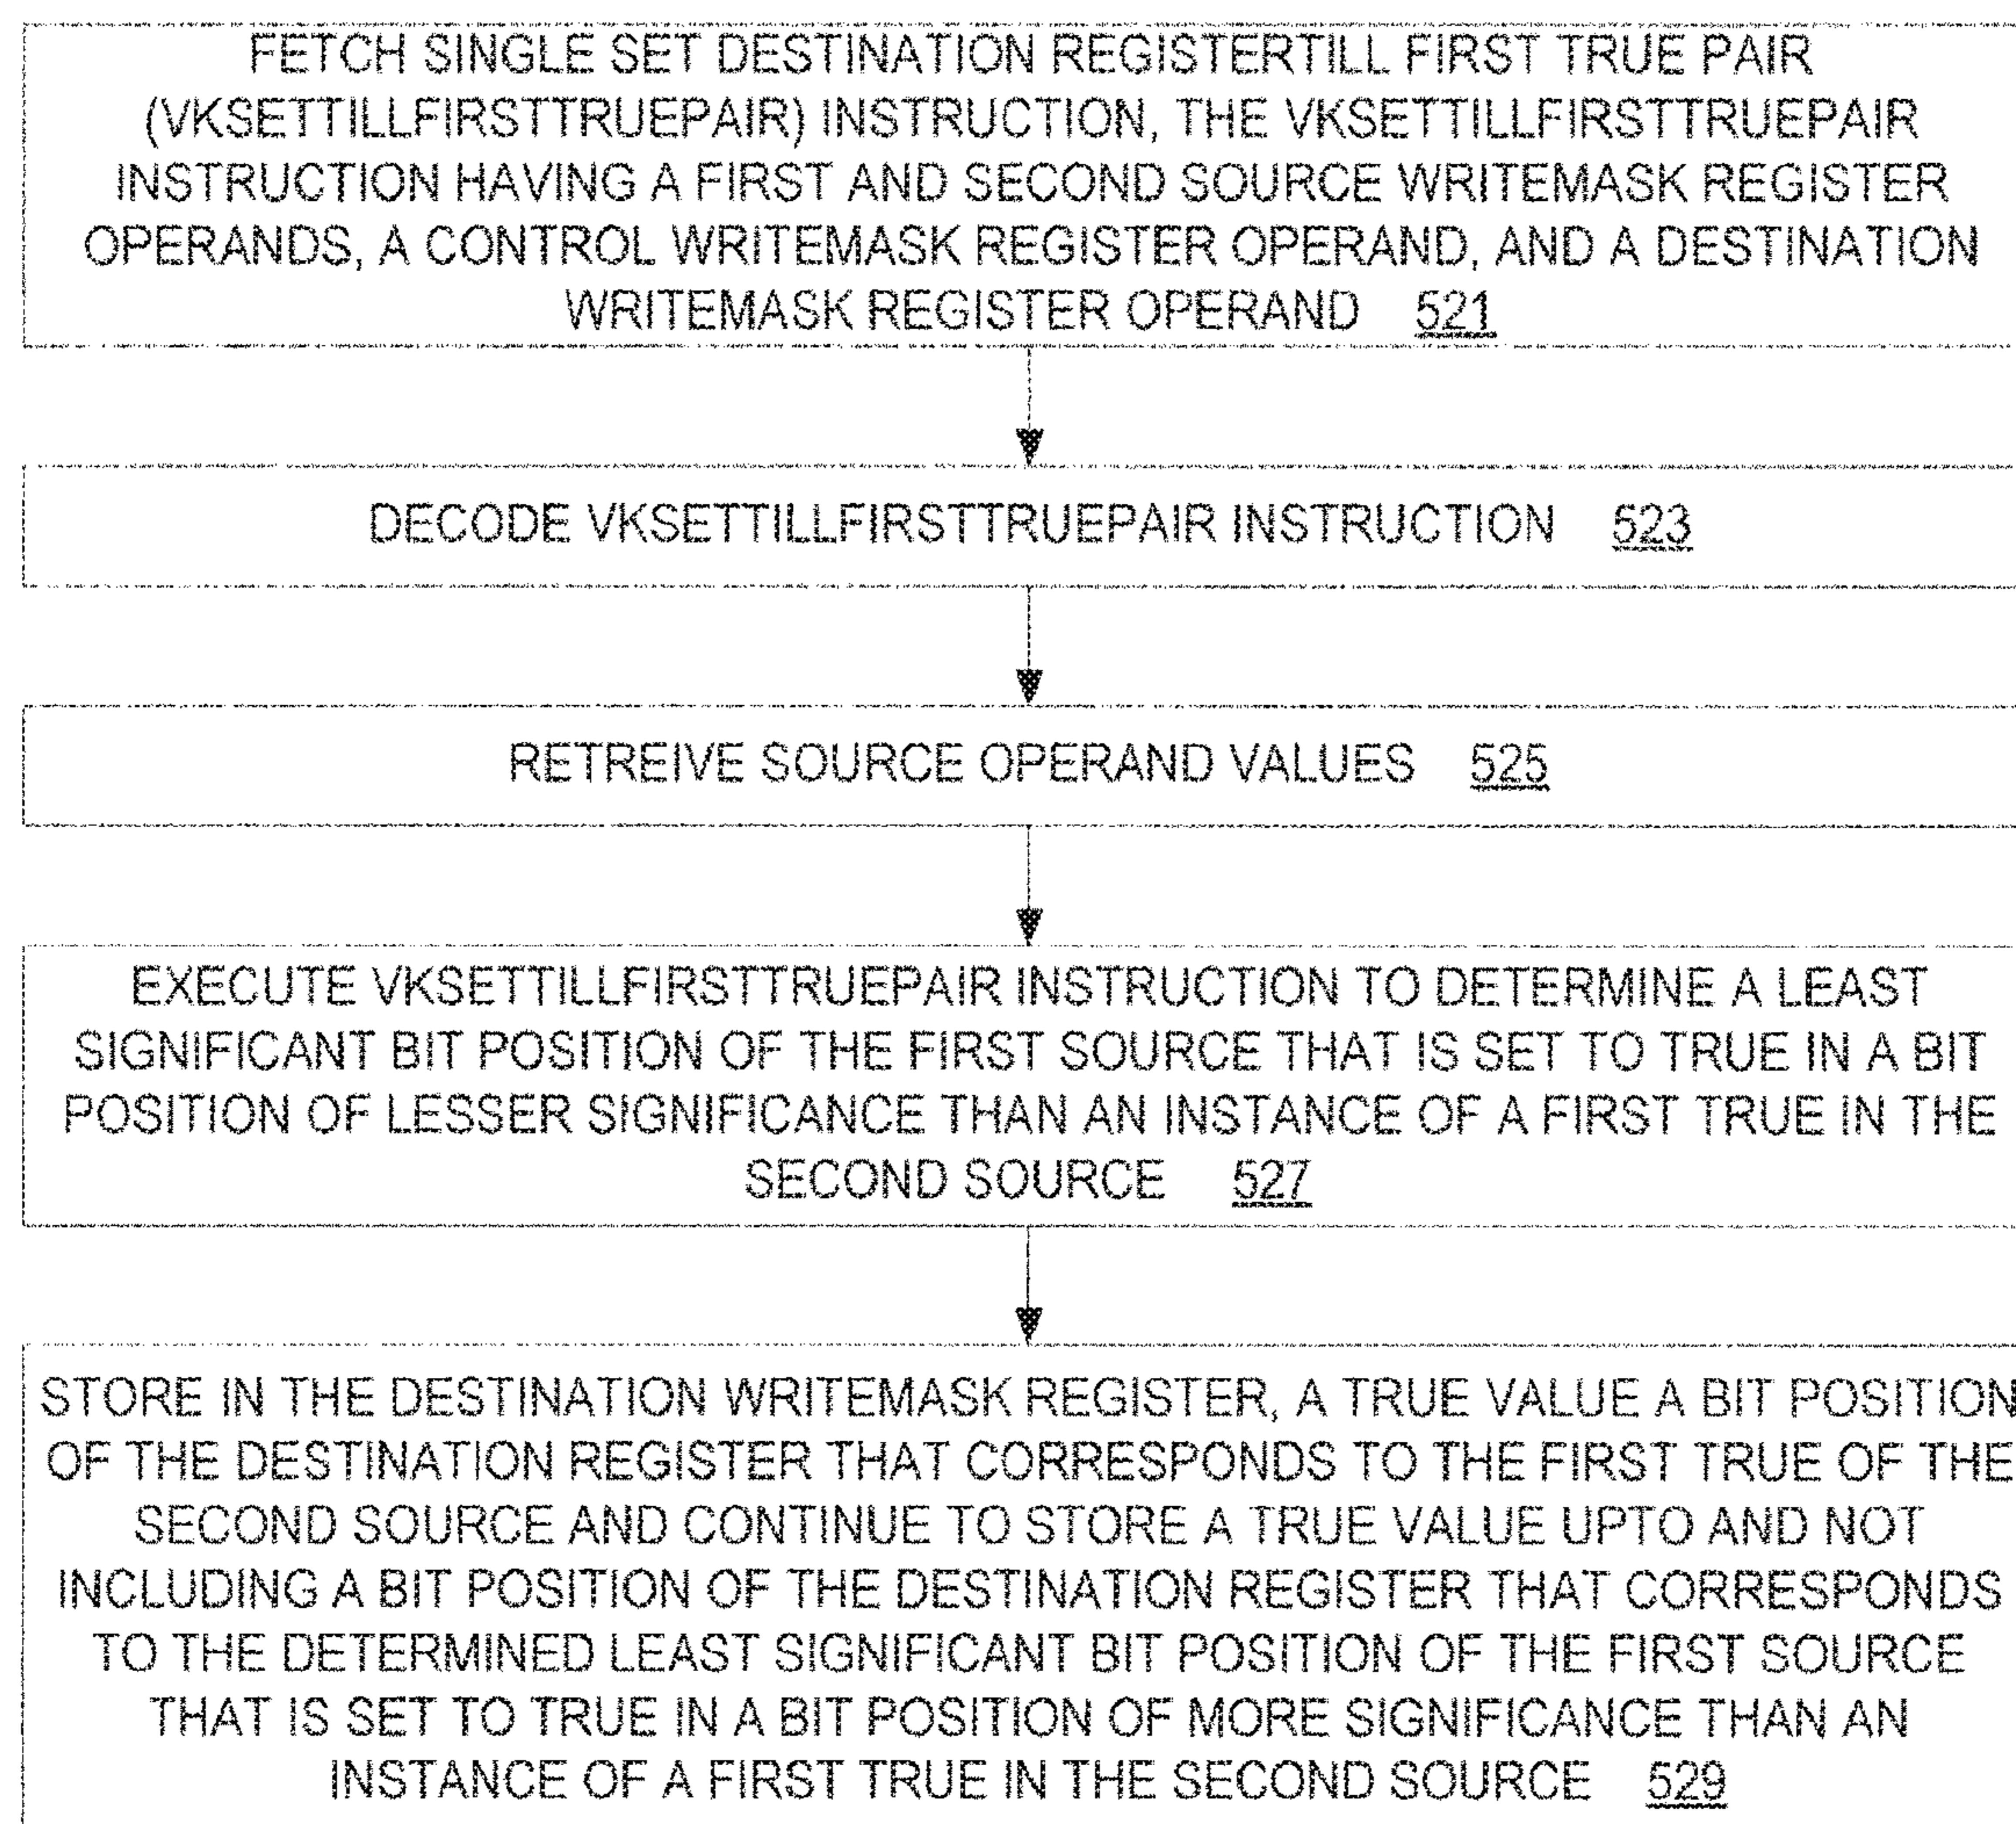 FETCH SINGLE SET DESTINATION REGISTERTILL FIRST TRUE PAIR
(VKSETTILLFIRSTTRUEPAIR) INSTRUCTION, THE VKSETTILLFIRSTTRUEPAIR
INSTRUCTION HAVING A FIRST AND SECOND SOURCE WRITEMASK REGISTER
OPERANDS, A CONTROL WRITEMASK REGISTER OPERAND, AND A DESTINATION
WRITEMASK REGISTER OPERAND 521
DECODE VKSETTILLFIRSTTRUEPAIR INSTRUCTION 523
RETREIVE SOURCE OPERAND VALUES 525
EXECUTE VKSETTILLFIRSTTRUEPAIR INSTRUCTION TO DETERMINE A LEAST
SIGNIFICANT BIT POSITION OF THE FIRST SOURCE THAT IS SET TO TRUE IN A BIT
POSITION OF LESSER SIGNIFICANCE THAN AN INSTANCE OF A FIRST TRUE IN THE
SECOND SOURCE 527
STORE IN THE DESTINATION WRITEMASK REGISTER, A TRUE VALUE A BIT POSITION
OF THE DESTINATION REGISTER THAT CORRESPONDS TO THE FIRST TRUE OF THE
SECOND SOURCE AND CONTINUE TO STORE A TRUE VALUE UPTO AND NOT
INCLUDING A BIT POSITION OF THE DESTINATION REGISTER THAT CORRESPONDS
TO THE DETERMINED LEAST SIGNIFICANT BIT POSITION OF THE FIRST SOURCE
THAT IS SET TO TRUE IN A BIT POSITION OF MORE SIGNIFICANCE THAN AN
INSTANCE OF A FIRST TRUE IN THE SECOND SOURCE 529